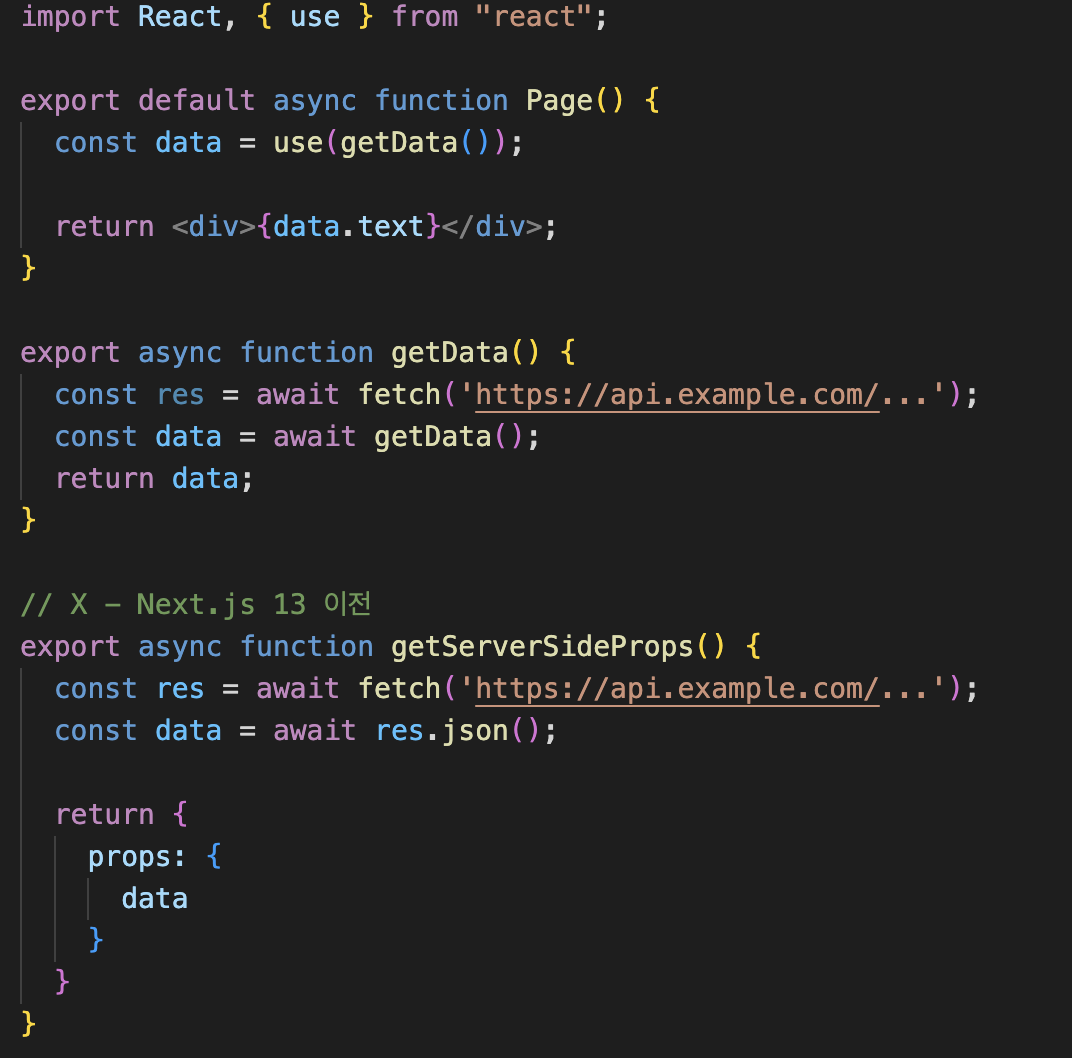 import React, { use } from "react";
export default async function Page() {
  const data = use(getData());
  return <div>{data.text}</div>;
}
export async function getData() {
  const res = await fetch('https://api.example.com/...');
  const data = await getData();
  return data;
}
// X - Next.js 13 이전
export async function getServerSideProps() {
  const res = await fetch('https://api.example.com/...');
  const data = await res.json();
  return {
    props: {
      data
    }
  }
}